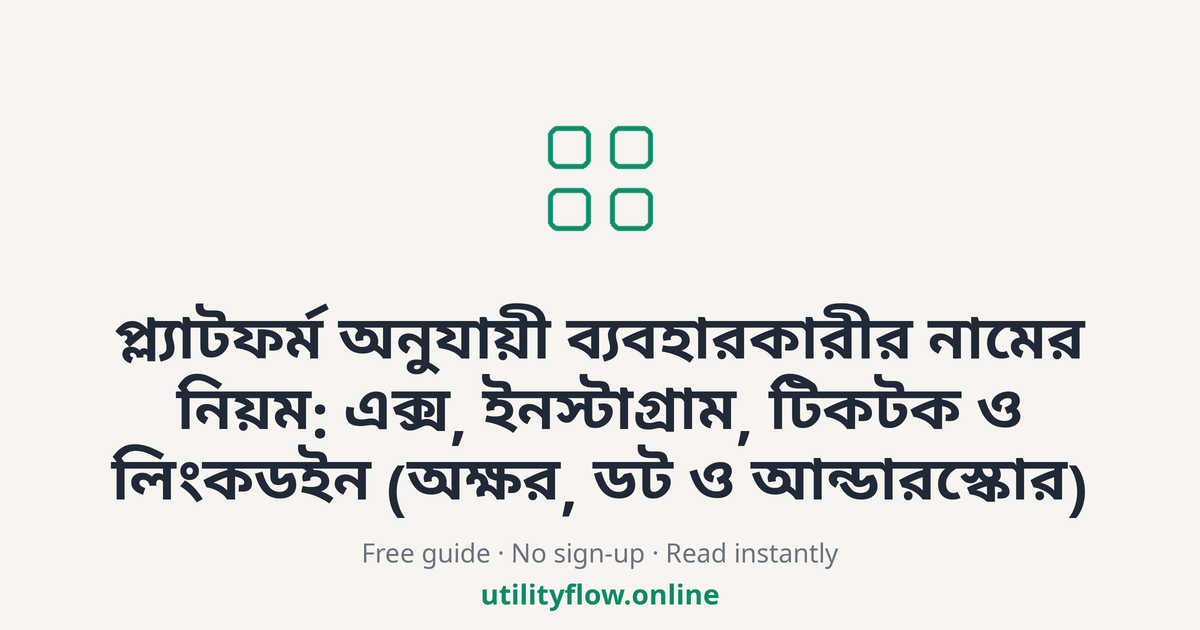 প্ল্যাটফর্ম অনুযায়ী ব্যবহারকারীর নামের
নিয়ম: এক্স, ইনস্টাগ্রাম, টিকটক ও
লিংকডইন (অক্ষর, ডট ও আন্ডারস্কোর)
Free guide · No sign-up · Read instantly
utilityflow.online